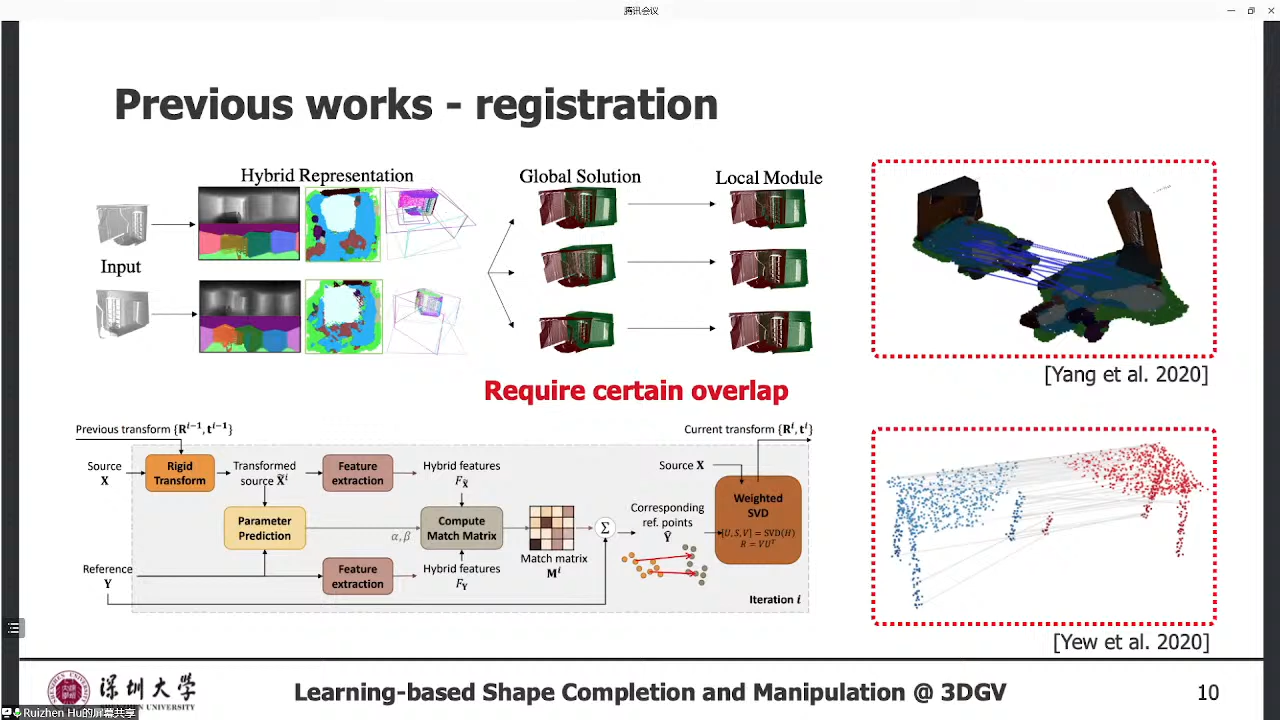 腾讯会议
Previous works - registration
Hybrid Representation
Global Solution
Local Module
Input
[Yang et al. 2020]
Require certain overlap
Previous transform {R^{i-1}, t^{i-1}}
Current transform {R^i, t^i}
Source
X
Rigid
Transform
Transformed
source X̃^i
Feature
extraction
Hybrid features
F_X̃
Source X
Weighted
SVD
[U, S, V] = SVD(H)
R = VU^T
Parameter
Prediction
α, β
Compute
Match Matrix
Σ
Corresponding
ref. points
Ŷ
Match matrix
M^i
Reference
Y
Feature
extraction
Hybrid features
F_Y
Iteration i
[Yew et al. 2020]
深圳大学
SHENZHEN UNIVERSITY
Learning-based Shape Completion and Manipulation @ 3DGV
10
Ruizhen Hu的屏幕共享